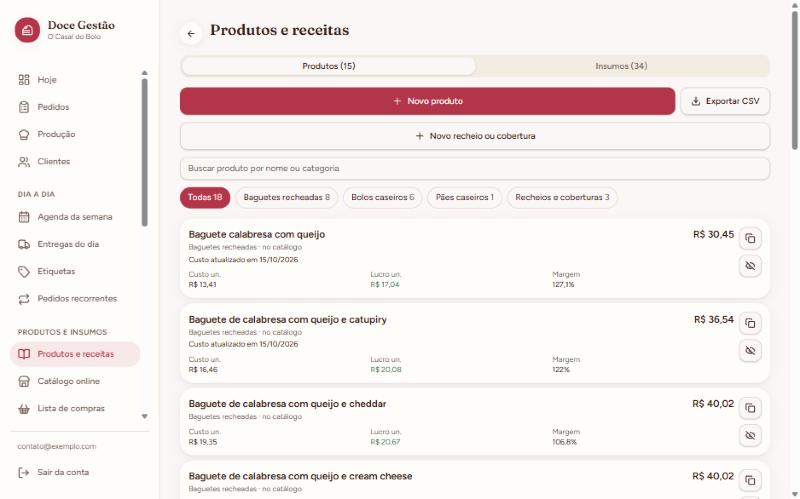 Doce Gestão
O Casal do Bolo
Hoje
Pedidos
Produção
Clientes
DIA A DIA
Agenda da semana
Entregas do dia
Etiquetas
Pedidos recorrentes
PRODUTOS E INSUMOS
Produtos e receitas
Catálogo online
Lista de compras
contato@exemplo.com
Sair da conta
Produtos e receitas
Produtos (15) Insumos (34)
+ Novo produto Exportar CSV
+ Novo recheio ou cobertura
Buscar produto por nome ou categoria
Todas 18 Baguetes recheadas 8 Bolos caseiros 6 Pães caseiros 1 Recheios e coberturas 3
Baguete calabresa com queijo R$ 30,45
Baguetes recheadas · no catálogo
Custo atualizado em 15/10/2026
Custo un. Lucro un. Margem
R$ 13,41 R$ 17,04 127,1%
Baguete de calabresa com queijo e catupiry R$ 36,54
Baguetes recheadas · no catálogo
Custo atualizado em 15/10/2026
Custo un. Lucro un. Margem
R$ 16,46 R$ 20,08 122%
Baguete de calabresa com queijo e cheddar R$ 40,02
Baguetes recheadas · no catálogo
Custo un. Lucro un. Margem
R$ 19,35 R$ 20,67 106,8%
Baguete de calabresa com queijo e cream cheese R$ 40,02
Baguetes recheadas · no catálogo